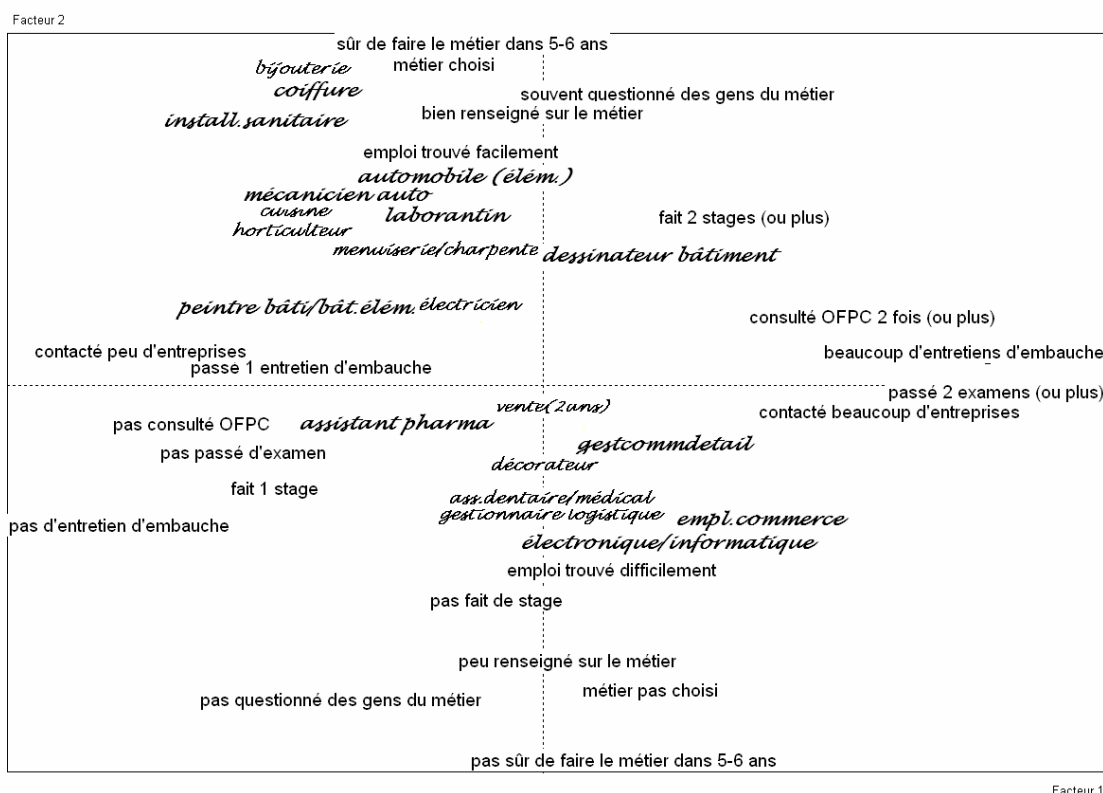 Facteur 2
sûr de faire le métier dans 5-6 ans
bijouterie
métier choisi
coiffure
souvent questionné des gens du métier
install.sanitaire
bien renseigné sur le métier
emploi trouvé facilement
automobile (élém.)
mécanicien auto
cuisine
laborantin
fait 2 stages (ou plus)
horticulteur
menuiserie/charpente
dessinateur bâtiment
peintre bâti/bât.élém.
électricien
consulté OFPC 2 fois (ou plus)
contacté peu d'entreprises
beaucoup d'entretiens d'embauche
passé 1 entretien d'embauche
passé 2 examens (ou plus)
vente(2ans)
contacté beaucoup d'entreprises
pas consulté OFPC
assistant pharma
gestcommdetail
pas passé d'examen
décorateur
fait 1 stage
ass.dentaire/médical
gestionnaire logistique
empl.commerce
pas d'entretien d'embauche
électronique/informatique
emploi trouvé difficilement
pas fait de stage
peu renseigné sur le métier
métier pas choisi
pas questionné des gens du métier
pas sûr de faire le métier dans 5-6 ans
Facteur 1